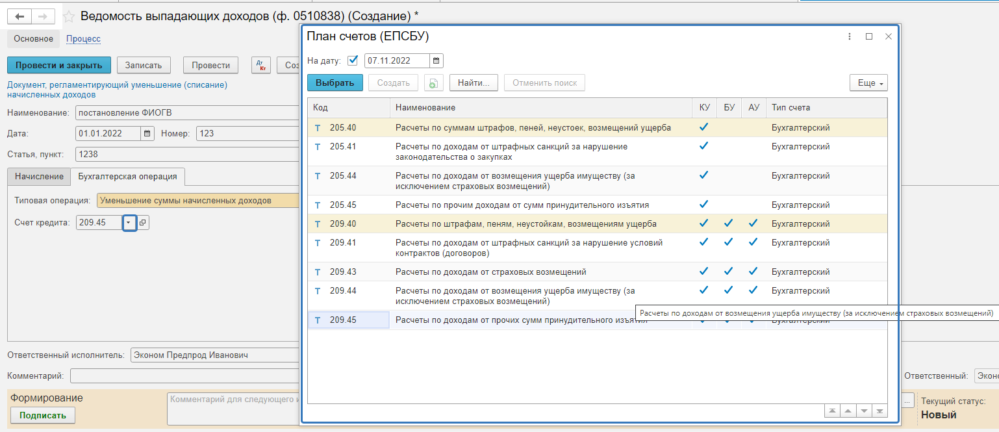 Ведомость выпадающих доходов (ф. 0510838) (Создание) *
Основное Процесс
Провести и закрыть Записать Провести Дт Кт Соз
Документ, регламентирующий уменьшение (списание)
начисленных доходов
Наименование: постановление ФИОГВ
Дата: 01.01.2022 Номер: 123
Статья, пункт: 1238
Начисление Бухгалтерская операция
Типовая операция: Уменьшение суммы начисленных доходов
Счет кредита: 209.45
Ответственный исполнитель: Эконом Предпрод Иванович
Комментарий:
Формирование
Комментарий для следующего и
Подписать
План счетов (ЕПСБУ)
На дату: 07.11.2022
Выбрать Создать Найти... Отменить поиск Еще
Код Наименование КУ БУ АУ Тип счета
Т 205.40 Расчеты по суммам штрафов, пеней, неустоек, возмещений ущерба Бухгалтерский
Т 205.41 Расчеты по доходам от штрафных санкций за нарушение Бухгалтерский
законодательства о закупках
Т 205.44 Расчеты по доходам от возмещения ущерба имуществу (за Бухгалтерский
исключением страховых возмещений)
Т 205.45 Расчеты по прочим доходам от сумм принудительного изъятия Бухгалтерский
Т 209.40 Расчеты по штрафам, пеням, неустойкам, возмещениям ущерба Бухгалтерский
Т 209.41 Расчеты по доходам от штрафных санкций за нарушение условий Бухгалтерский
контрактов (договоров)
Т 209.43 Расчеты по доходам от страховых возмещений Бухгалтерский
Т 209.44 Расчеты по доходам от возмещения ущерба имуществу (за Бухгалтерский
исключением страховых возмещений)
Расчеты по доходам от возмещения ущерба имуществу (за исключением страховых возмещений)
Т 209.45 Расчеты по доходам от прочих сумм принудительного изъятия Бухгалтерский
Ответственный: Эконо
... Текущий статус:
Новый